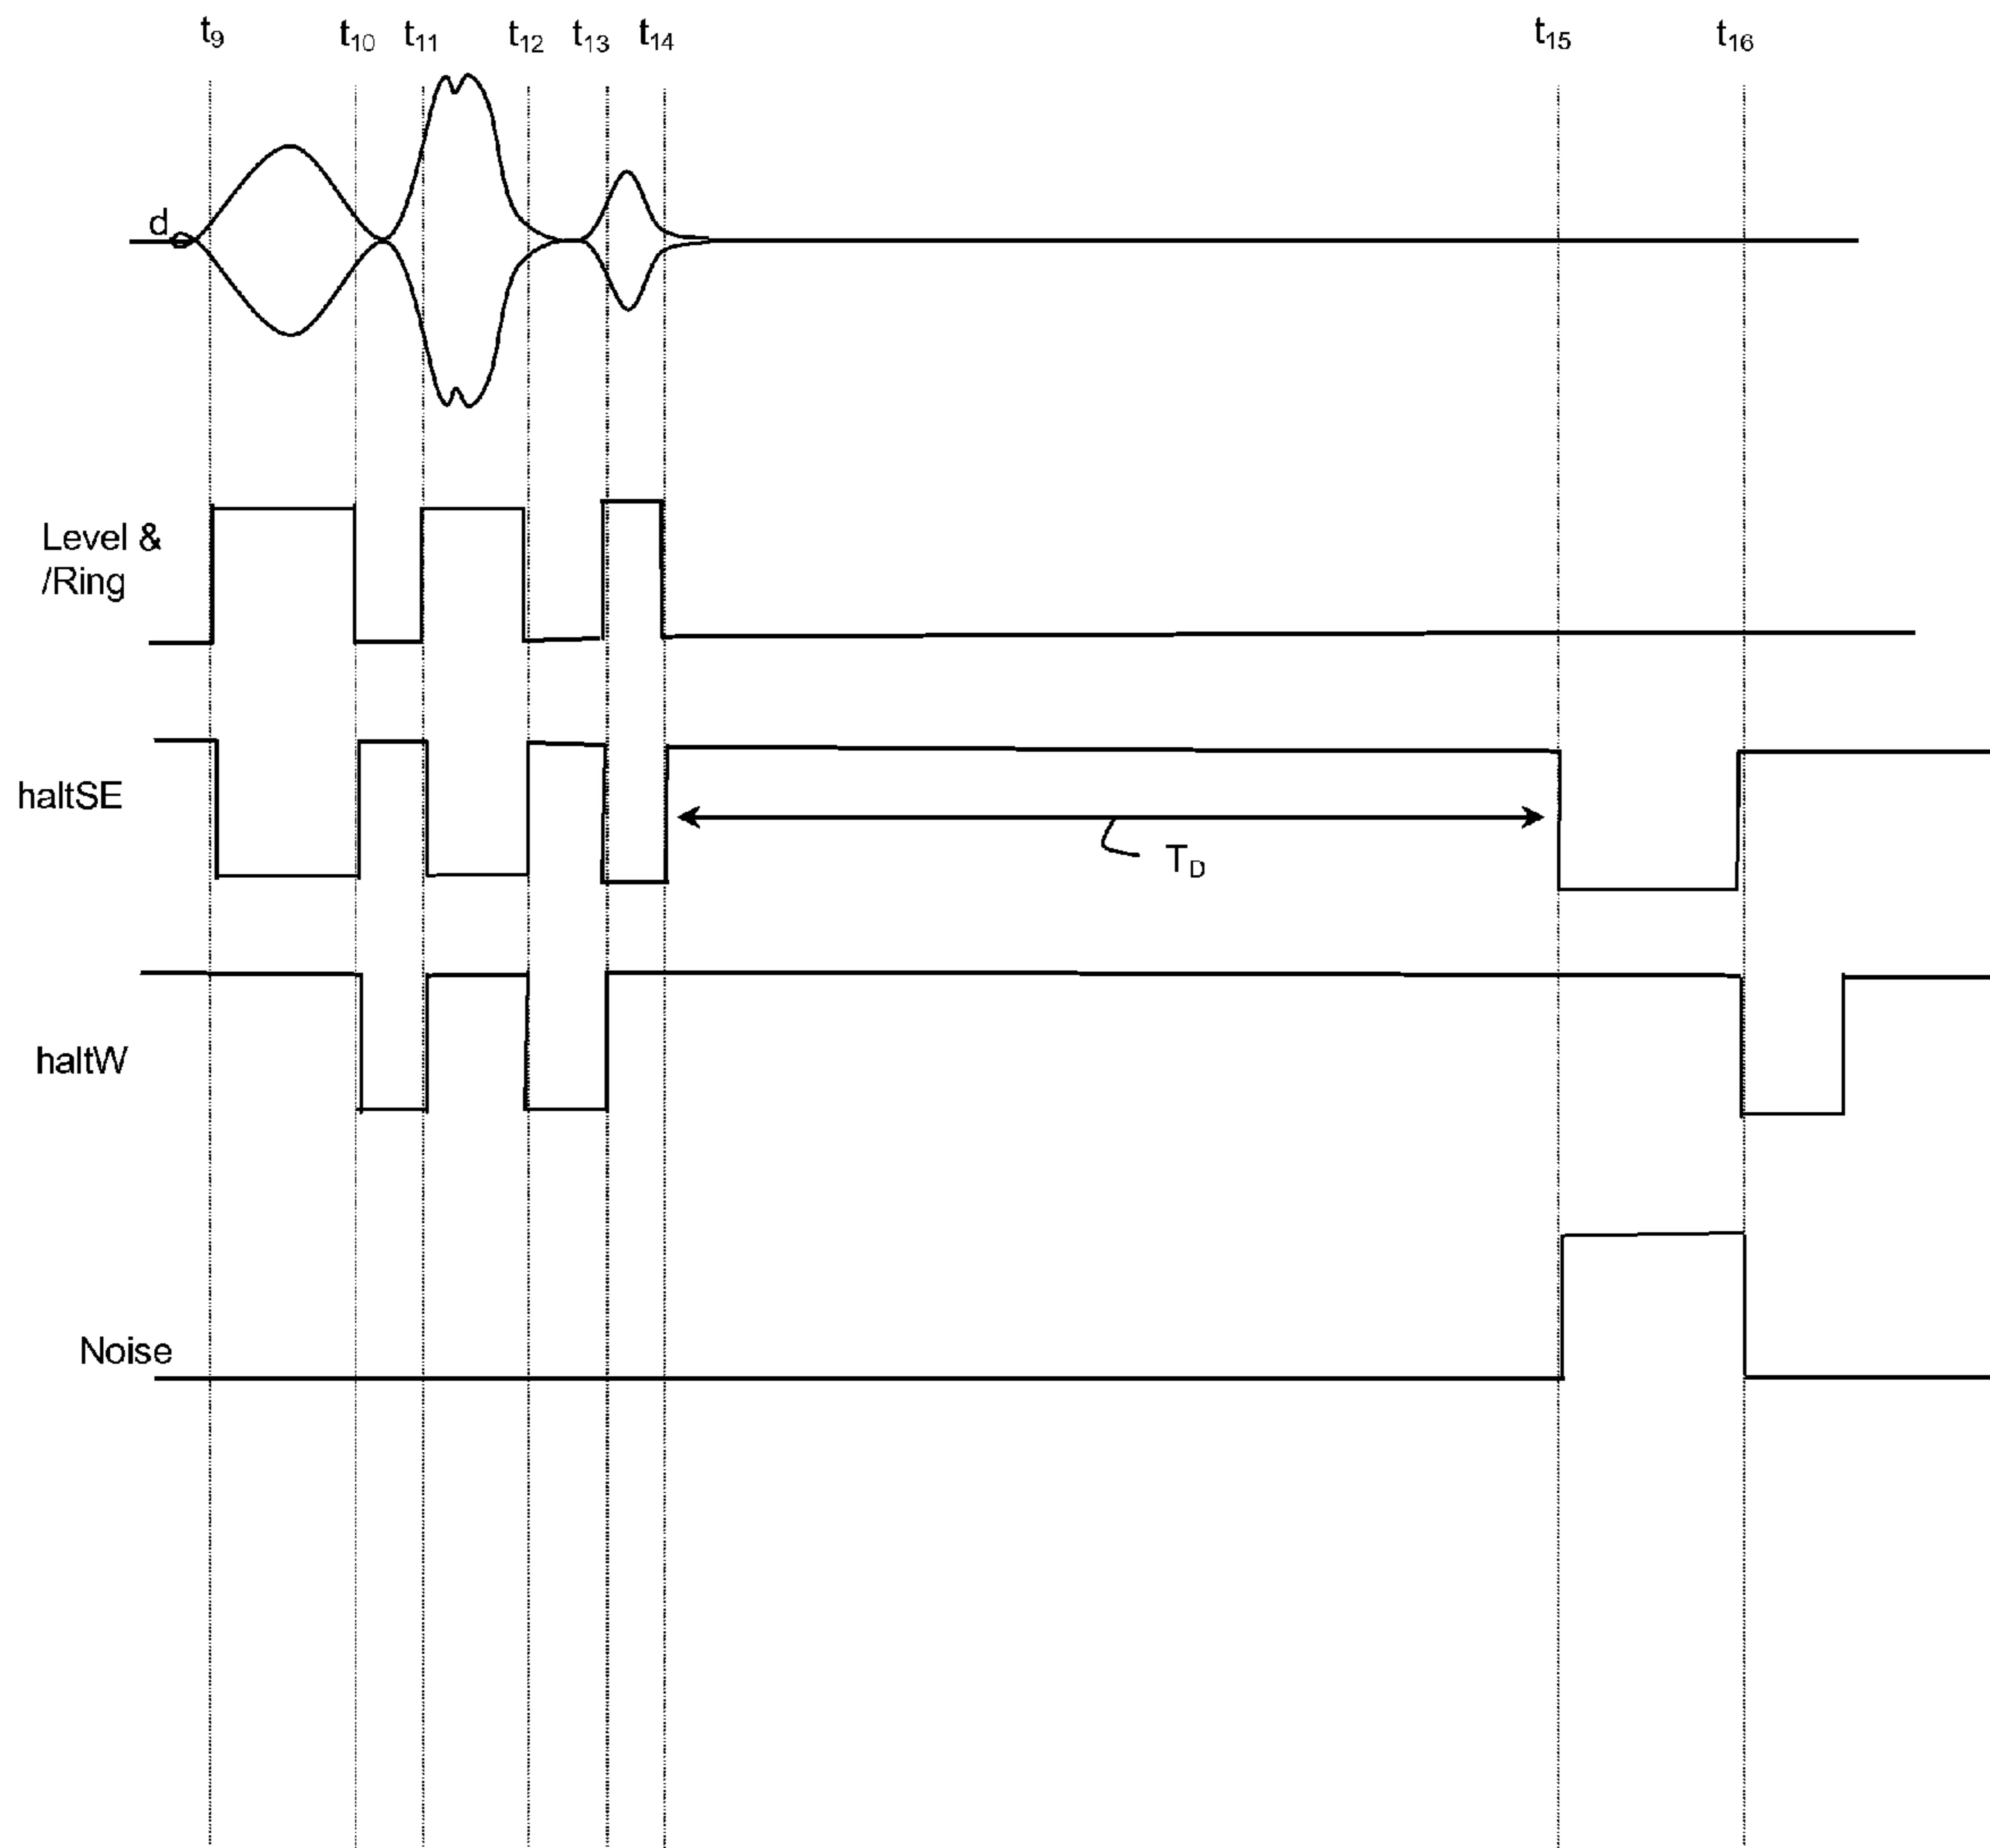 t9 t10 t11 t12 t13 t14 t15 t16
d
Level &
/Ring
haltSE
TD
haltW
Noise